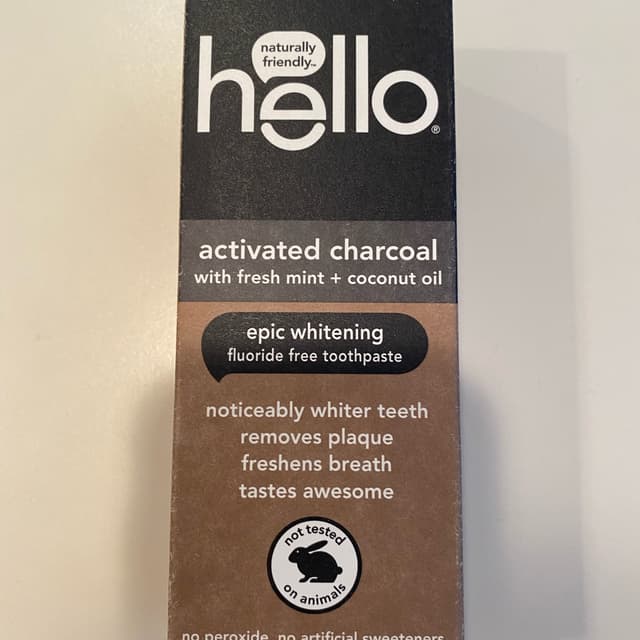 naturally
friendly™
hello®
activated charcoal
with fresh mint + coconut oil
epic whitening
fluoride free toothpaste
noticeably whiter teeth
removes plaque
freshens breath
tastes awesome
not tested
on animals
no peroxide, no artificial sweeteners